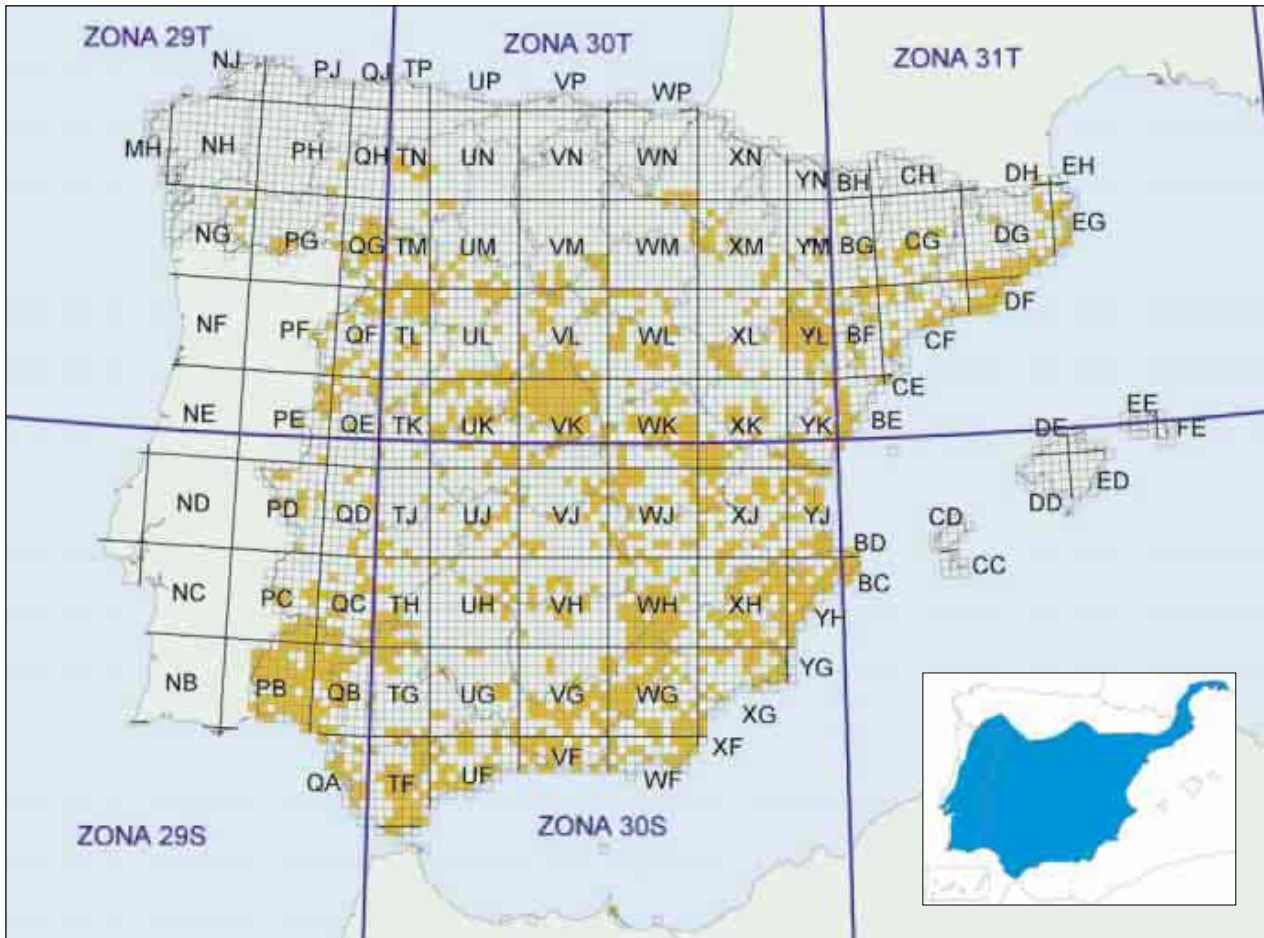 ZONA 29T
ZONA 30T
ZONA 31T
NJ
PJ
QJ
TP
UP
VP
WP
MH
NH
PH
QH
TN
UN
VN
WN
XN
YN
BH
CH
DH
EH
NG
PG
QG
TM
UM
VM
WM
XM
YM
BG
CG
DG
EG
NF
PF
QF
TL
UL
VL
WL
XL
YL
BF
CF
DF
NE
PE
QE
TK
UK
VK
WK
XK
YK
BE
CE
DE
EE
FE
ND
PD
QD
TJ
UJ
VJ
WJ
XJ
YJ
BD
CD
DD
ED
NC
PC
QC
TH
UH
VH
WH
XH
YH
BC
CC
NB
PB
QB
TG
UG
VG
WG
XG
YG
QA
TF
UF
VF
WF
XF
ZONA 29S
ZONA 30S